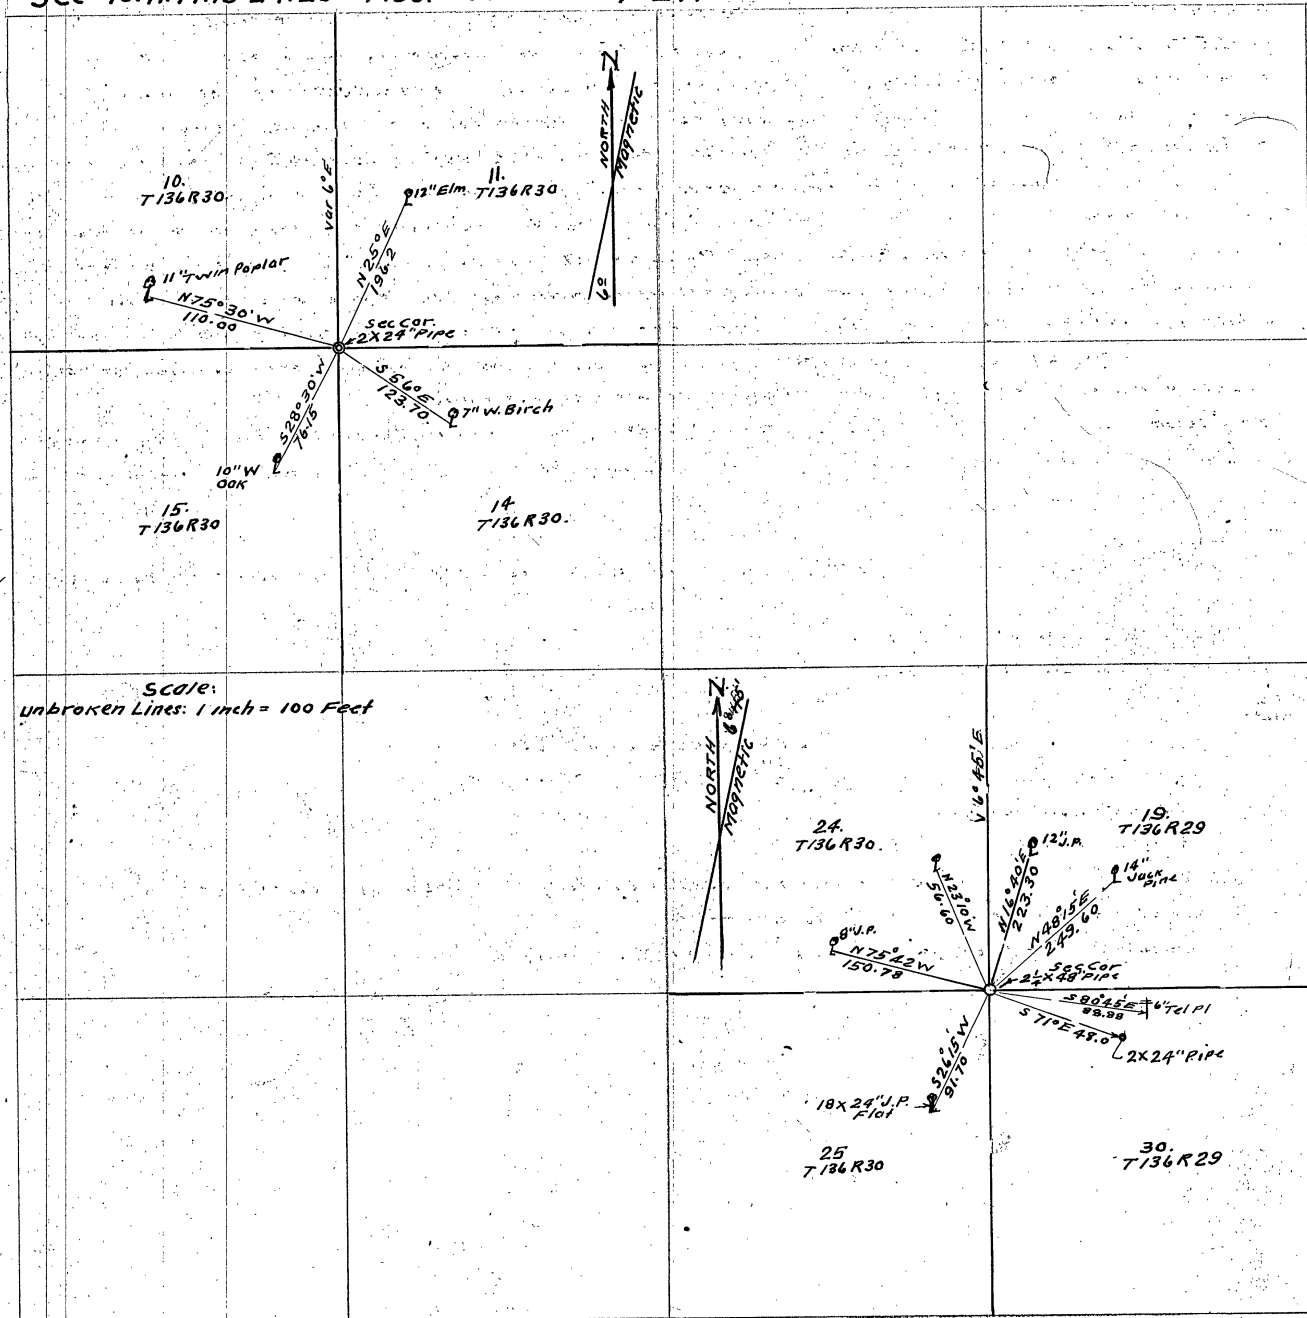 NORTH
Magnetic
6°
10.
T136R30
var 6°E
12" Elm
11.
T136R30
N25°E
196.2
11" Twin Poplar
N75°30'W
110.00
Sec Cor.
2X24" Pipe
S56°E
123.70
7" W. Birch
S28°30'W
76.15
10" W
OaK
15.
T136R30
14
T136R30.
Scale:
unbroken Lines: 1 inch = 100 Feet
NORTH
Magnetic
V 6°45'E
24.
T136R30.
19.
T136R29
12" J.P.
N16°40'E
223.30
14"
Jack
Pine
N48°15'E
249.60
N23°10'W
56.60
8" J.P.
N75°42'W
150.78
Sec Cor
2¼X48" Pipe
S80°45'E
88.88
6" Tel Pl
S 71°E 48.0
2X24" Pipe
S26°15'W
91.70
18X24" J.P.
Flat
25
T136R30
30.
T136R29